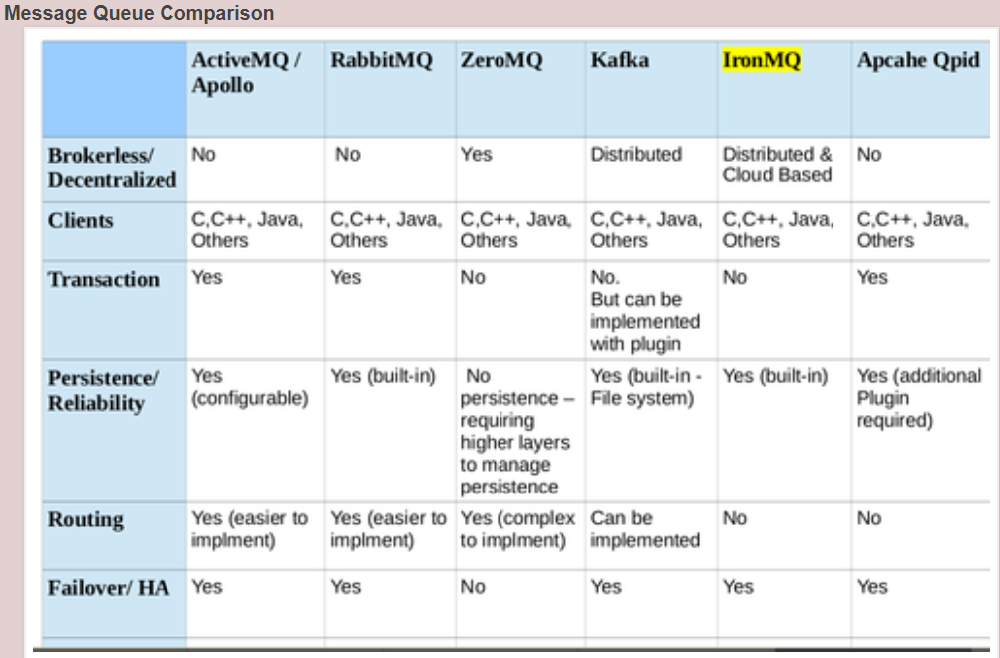 Message Queue Comparison
ActiveMQ / RabbitMQ ZeroMQ Kafka IronMQ Apcahe Qpid
Apollo
Brokerless/ No No Yes Distributed Distributed & No
Decentralized Cloud Based
Clients C,C++, Java, C,C++, Java, C,C++, Java, C,C++, Java, C,C++, Java, C,C++, Java,
Others Others Others Others Others Others
Transaction Yes Yes No No. No Yes
But can be
implemented
with plugin
Persistence/ Yes Yes (built-in) No Yes (built-in - Yes (built-in) Yes (additional
Reliability (configurable) persistence – File system) Plugin
requiring required)
higher layers
to manage
persistence
Routing Yes (easier to Yes (easier to Yes (complex Can be No No
implment) implment) to implment) implemented
Failover/ HA Yes Yes No Yes Yes Yes